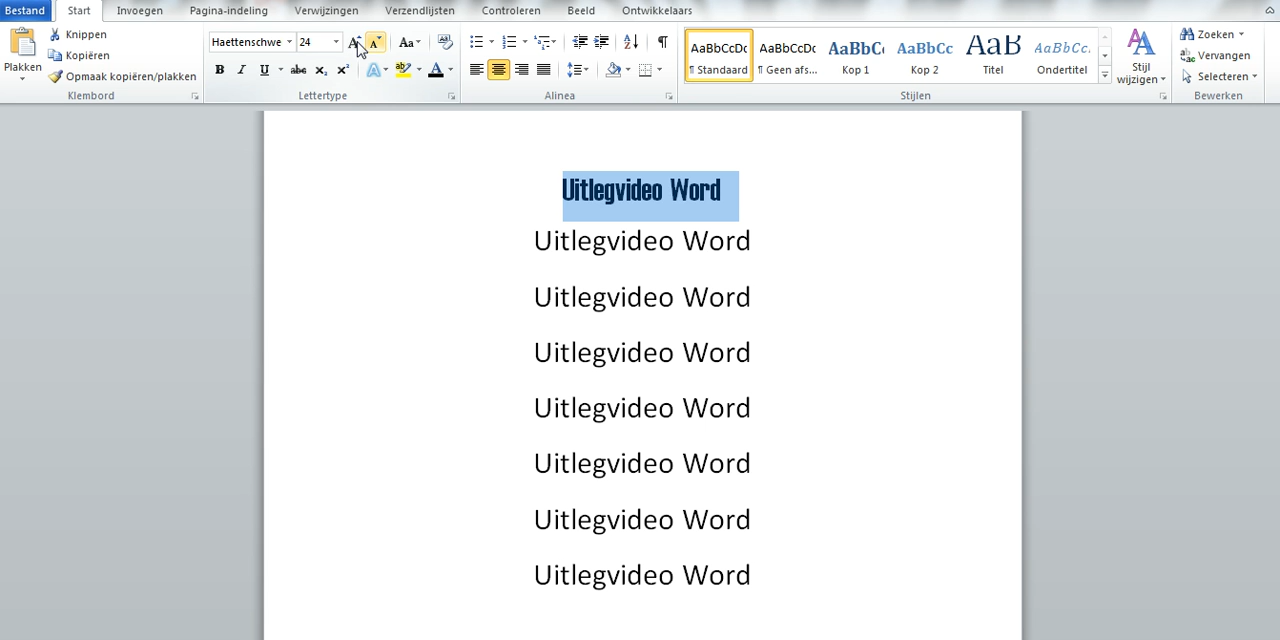 Bestand Start Invoegen Pagina-indeling Verwijzingen Verzendlijsten Controleren Beeld Ontwikkelaars
Plakken
Knippen
Kopiëren
Opmaak kopiëren/plakken
Klembord
Haettenschwe 24
Lettertype
Alinea
AaBbCcDc AaBbCcDc AaBbC AaBbCc AaB AaBbCc.
¶ Standaard ¶ Geen afs... Kop 1 Kop 2 Titel Ondertitel
Stijlen
Stijl
wijzigen
Zoeken
Vervangen
Selecteren
Bewerken
Uitlegvideo Word
Uitlegvideo Word
Uitlegvideo Word
Uitlegvideo Word
Uitlegvideo Word
Uitlegvideo Word
Uitlegvideo Word
Uitlegvideo Word